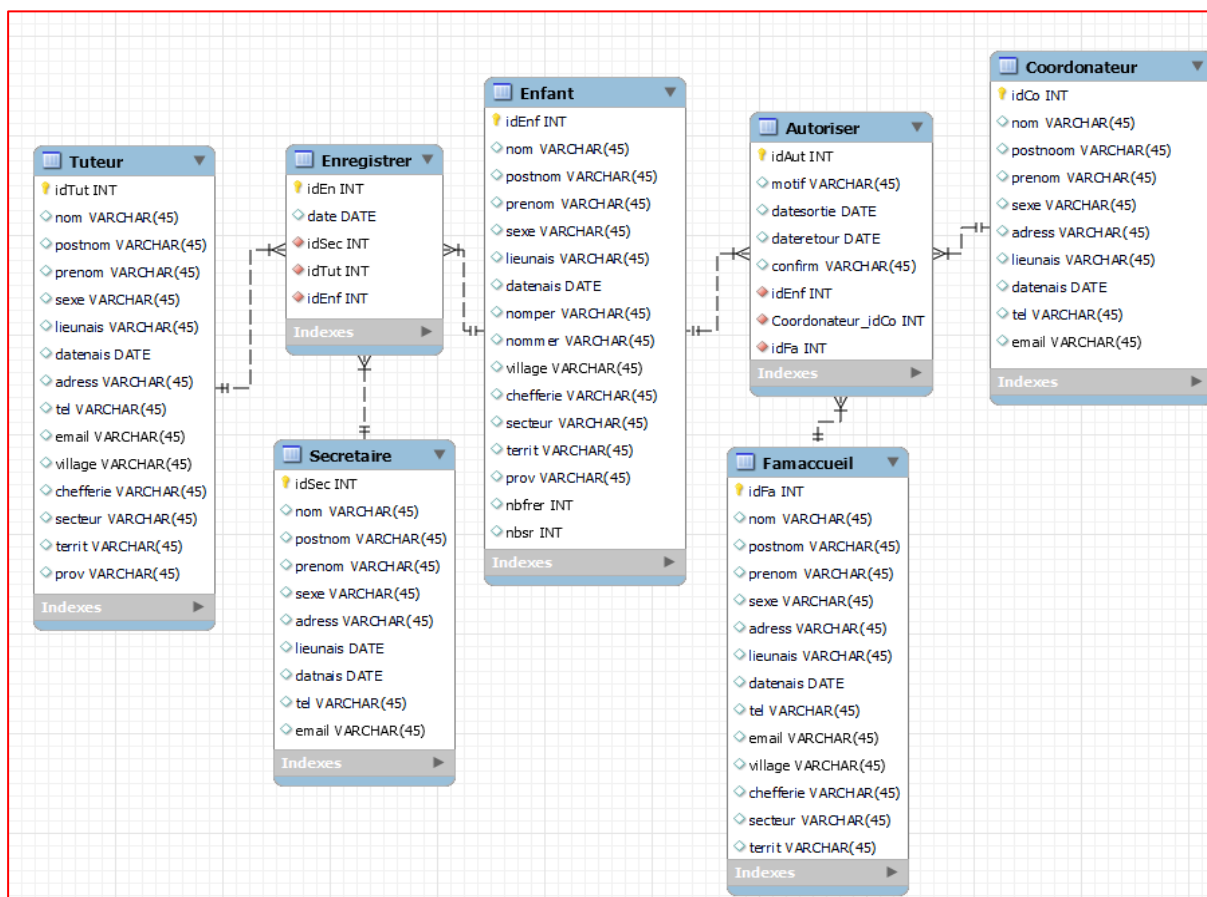 Tuteur
idTut INT
nom VARCHAR(45)
postnom VARCHAR(45)
prenom VARCHAR(45)
sexe VARCHAR(45)
lieunais VARCHAR(45)
datenais DATE
adress VARCHAR(45)
tel VARCHAR(45)
email VARCHAR(45)
village VARCHAR(45)
chefferie VARCHAR(45)
secteur VARCHAR(45)
territ VARCHAR(45)
prov VARCHAR(45)
Indexes
Enregistrer
idEn INT
date DATE
idSec INT
idTut INT
idEnf INT
Indexes
Secretaire
idSec INT
nom VARCHAR(45)
postnom VARCHAR(45)
prenom VARCHAR(45)
sexe VARCHAR(45)
adress VARCHAR(45)
lieunais DATE
datnais DATE
tel VARCHAR(45)
email VARCHAR(45)
Indexes
Enfant
idEnf INT
nom VARCHAR(45)
postnom VARCHAR(45)
prenom VARCHAR(45)
sexe VARCHAR(45)
lieunais VARCHAR(45)
datenais DATE
nomper VARCHAR(45)
nommer VARCHAR(45)
village VARCHAR(45)
chefferie VARCHAR(45)
secteur VARCHAR(45)
territ VARCHAR(45)
prov VARCHAR(45)
nbfrer INT
nbsr INT
Indexes
Autoriser
idAut INT
motif VARCHAR(45)
datesortie DATE
dateretour DATE
confirm VARCHAR(45)
idEnf INT
Coordonateur_idCo INT
idFa INT
Indexes
Famaccueil
idFa INT
nom VARCHAR(45)
postnom VARCHAR(45)
prenom VARCHAR(45)
sexe VARCHAR(45)
adress VARCHAR(45)
lieunais VARCHAR(45)
datenais DATE
tel VARCHAR(45)
email VARCHAR(45)
village VARCHAR(45)
chefferie VARCHAR(45)
secteur VARCHAR(45)
territ VARCHAR(45)
Indexes
Coordonateur
idCo INT
nom VARCHAR(45)
postnoom VARCHAR(45)
prenom VARCHAR(45)
sexe VARCHAR(45)
adress VARCHAR(45)
lieunais VARCHAR(45)
datenais DATE
tel VARCHAR(45)
email VARCHAR(45)
Indexes